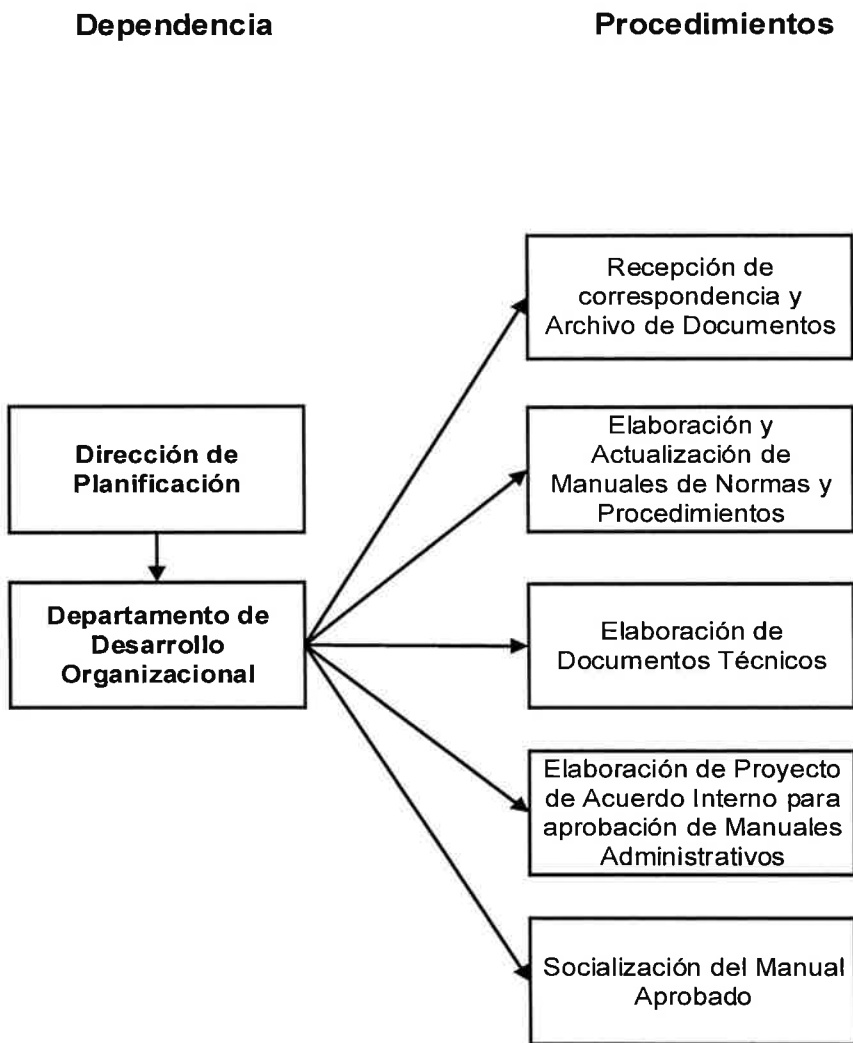 Dependencia
Procedimientos
Recepción de
correspondencia y
Archivo de Documentos
Dirección de
Planificación
Elaboración y
Actualización de
Manuales de Normas y
Procedimientos
Departamento de
Desarrollo
Organizacional
Elaboración de
Documentos Técnicos
Elaboración de Proyecto
de Acuerdo Interno para
aprobación de Manuales
Administrativos
Socialización del Manual
Aprobado